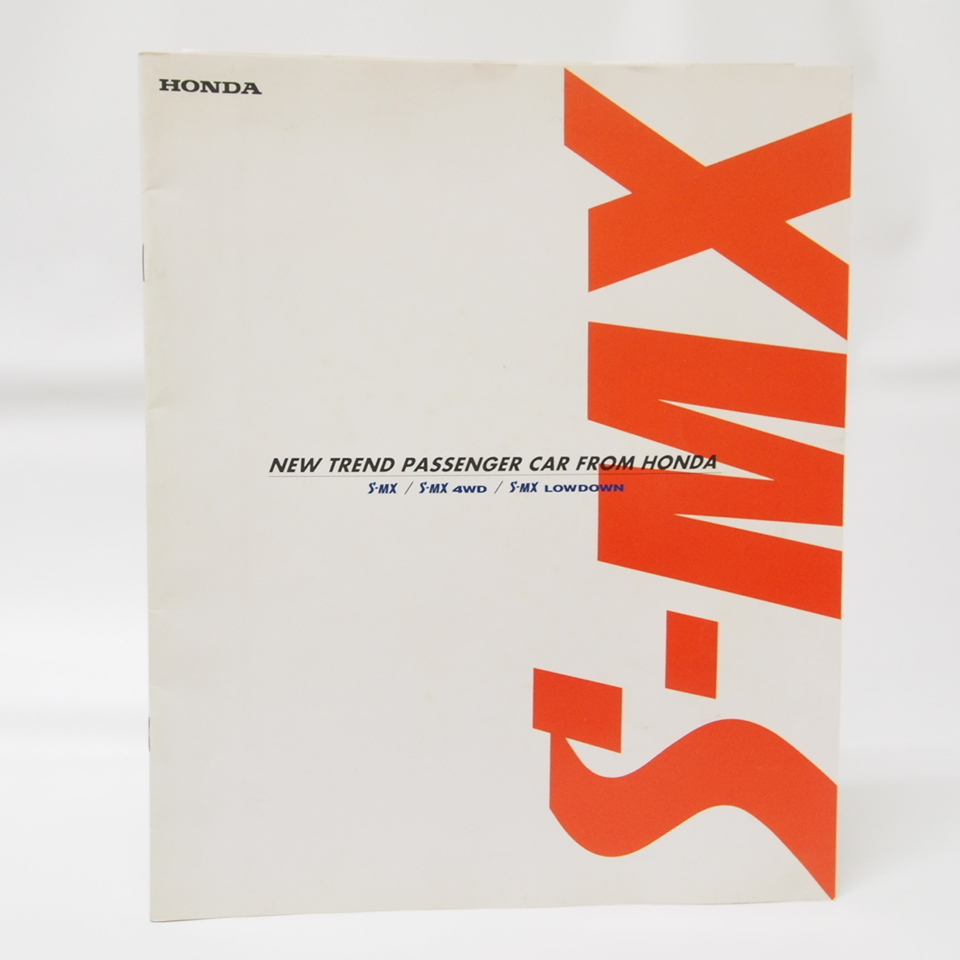 HONDA
S-MX
NEW TREND PASSENGER CAR FROM HONDA
S-MX / S-MX 4WD / S-MX LOWDOWN